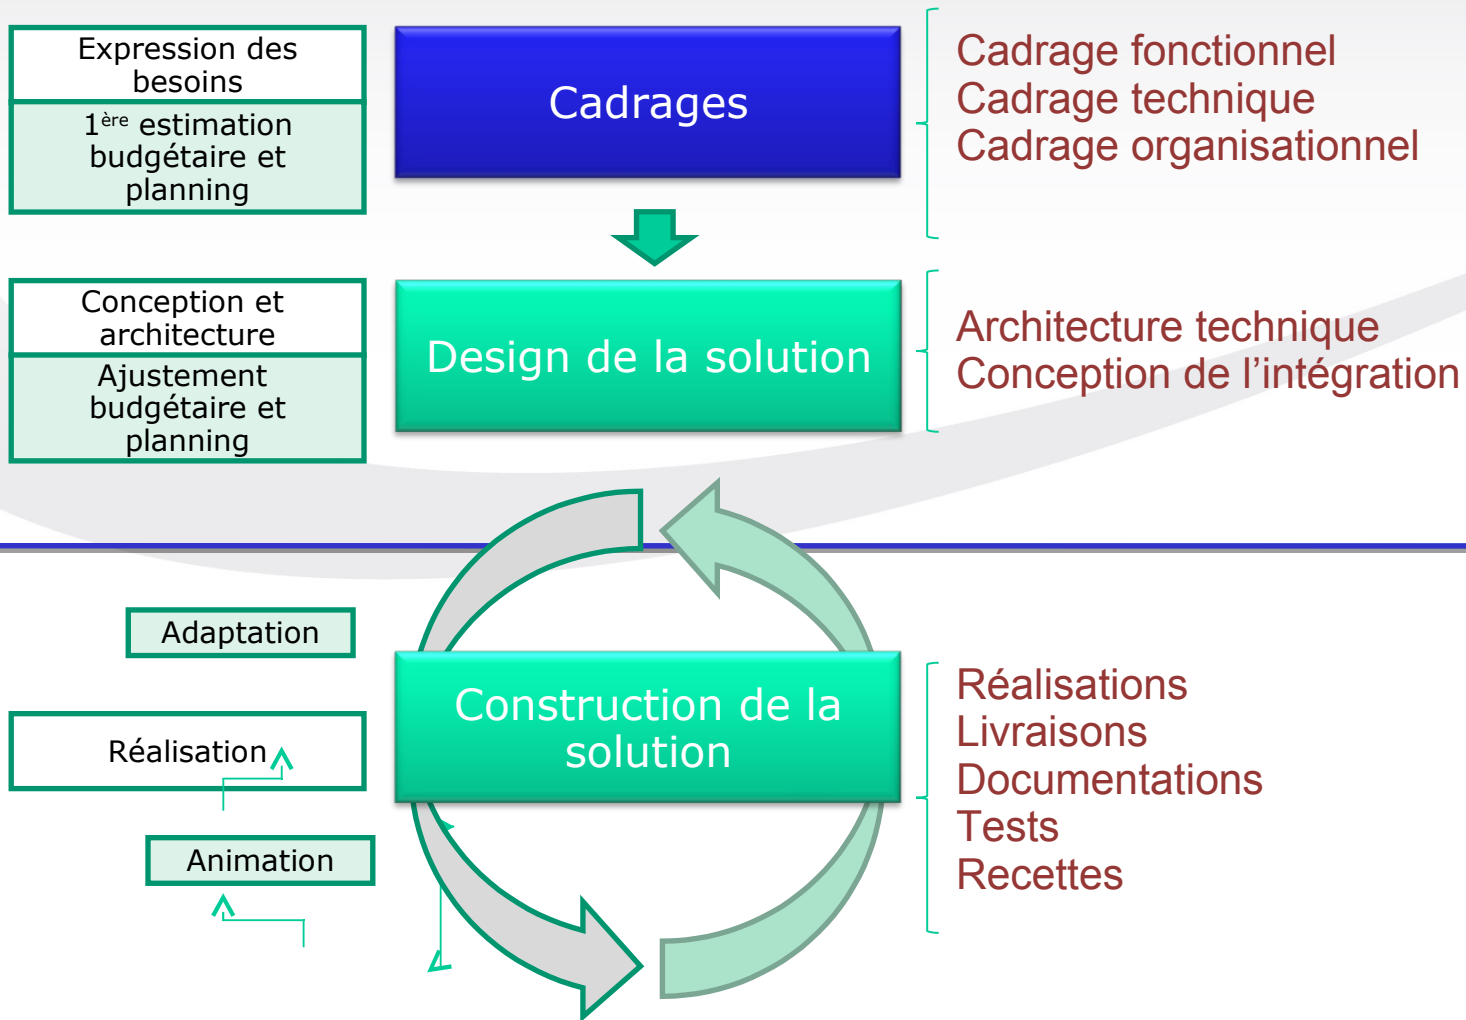 Expression des
besoins
1ère estimation
budgétaire et
planning
Cadrages
Cadrage fonctionnel
Cadrage technique
Cadrage organisationnel
Conception et
architecture
Ajustement
budgétaire et
planning
Design de la solution
Architecture technique
Conception de l’intégration
Adaptation
Réalisation
Animation
Construction de la
solution
Réalisations
Livraisons
Documentations
Tests
Recettes